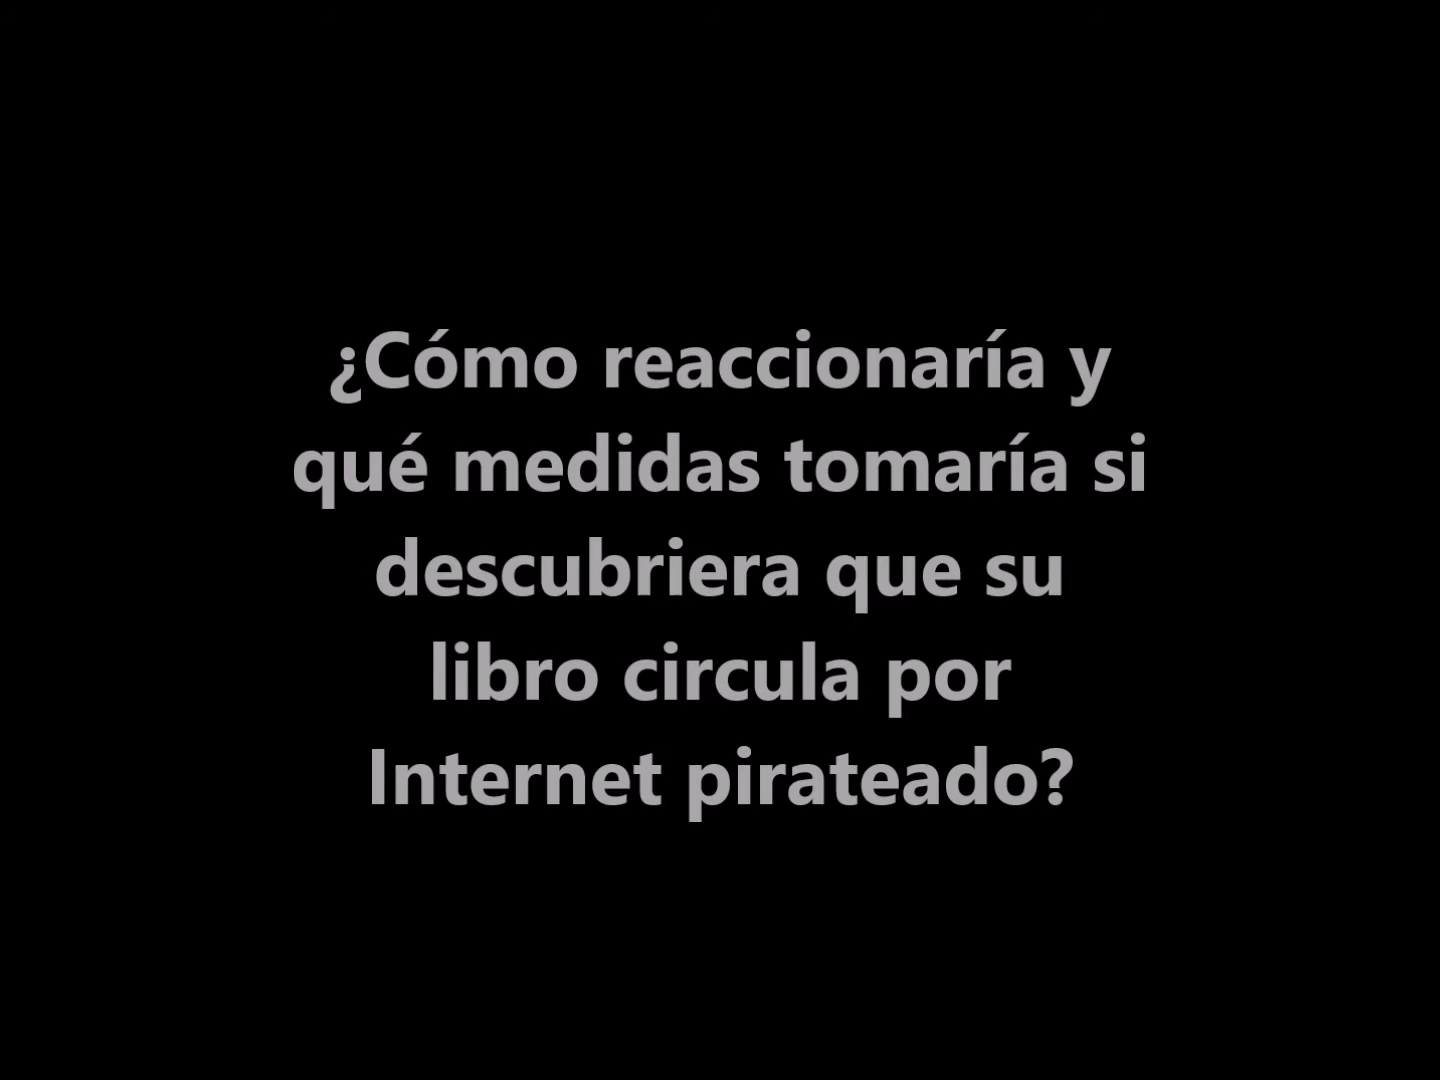 ¿Cómo reaccionaría y
qué medidas tomaría si
descubriera que su
libro circula por
Internet pirateado?